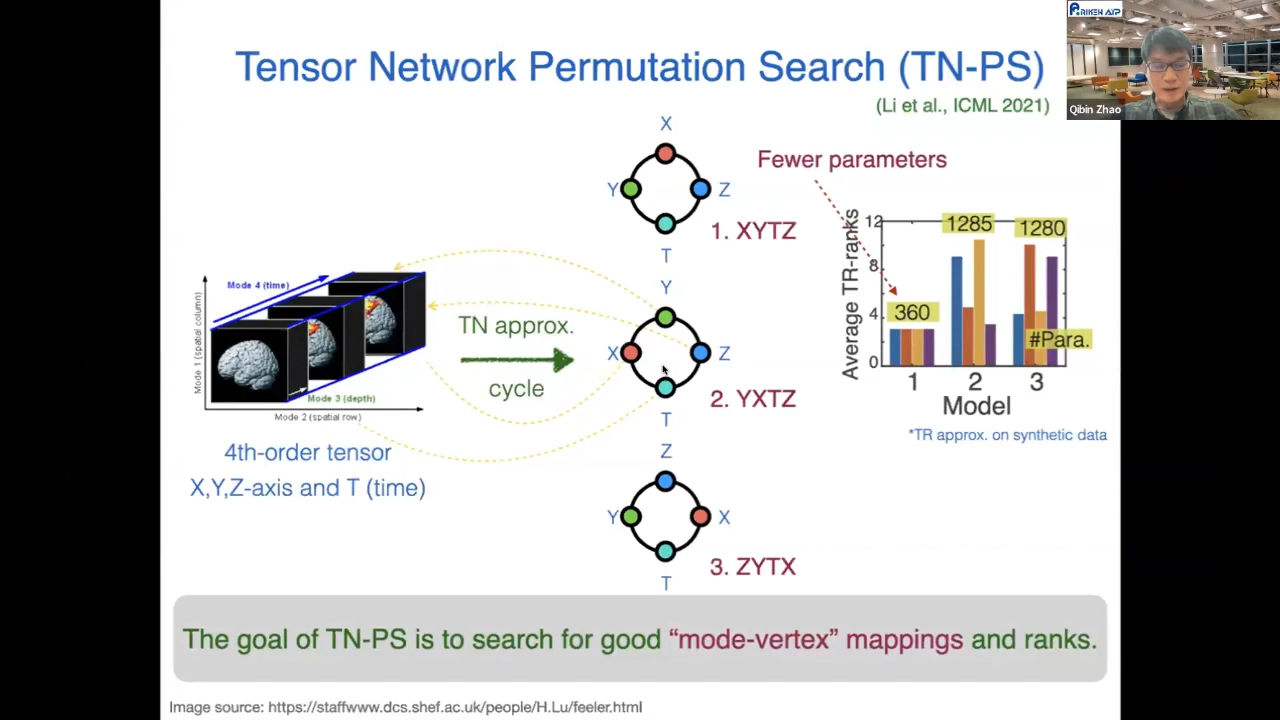 Tensor Network Permutation Search (TN-PS)
(Li et al., ICML 2021)
RIKEN AIP
Qibin Zhao
X
Y
Z
T
1. XYTZ
Y
X
Z
T
2. YXTZ
Z
Y
X
T
3. ZYTX
Mode 1 (spatial column)
Mode 4 (time)
Mode 3 (depth)
Mode 2 (spatial row)
4th-order tensor
X,Y,Z-axis and T (time)
TN approx.
cycle
Fewer parameters
Average TR-ranks
12
8
4
0
360
1285
1280
#Para.
1
2
3
Model
*TR approx. on synthetic data
The goal of TN-PS is to search for good “mode-vertex” mappings and ranks.
Image source: https://staffwww.dcs.shef.ac.uk/people/H.Lu/feeler.html